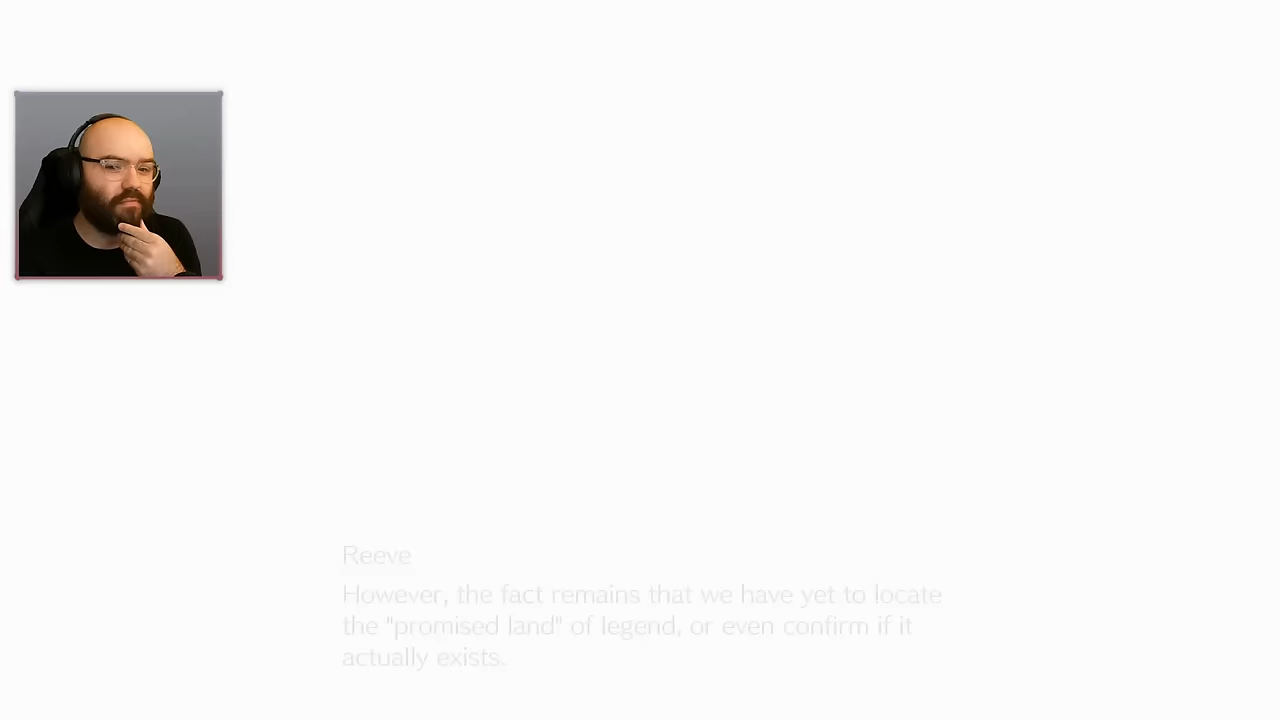 Reeve
However, the fact remains that we have yet to locate
the "promised land" of legend, or even confirm if it
actually exists.